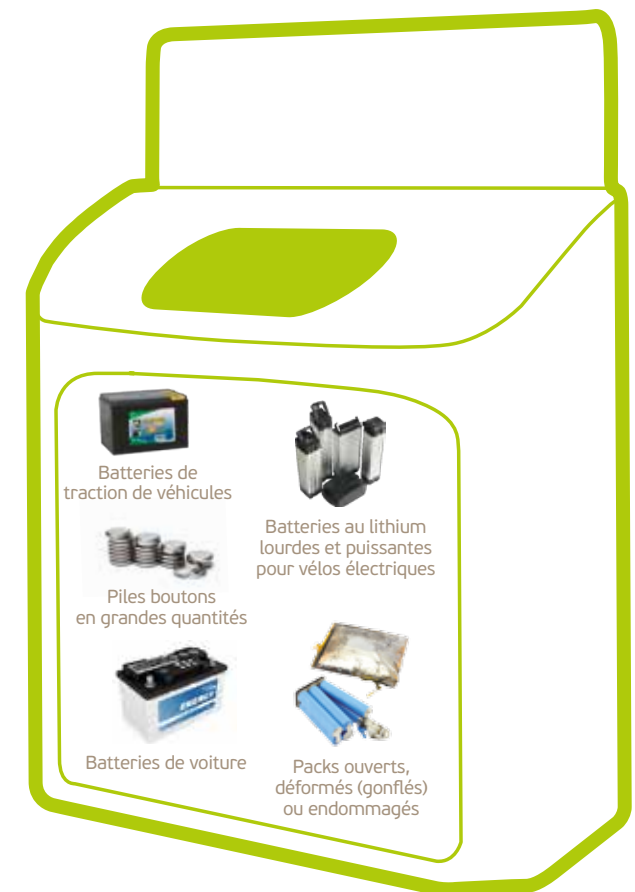 Batteries de
traction de véhicules
Batteries au lithium
lourdes et puissantes
pour vélos électriques
Piles boutons
en grandes quantités
ENERGY
Batteries de voiture
Packs ouverts,
déformés (gonflés)
ou endommagés